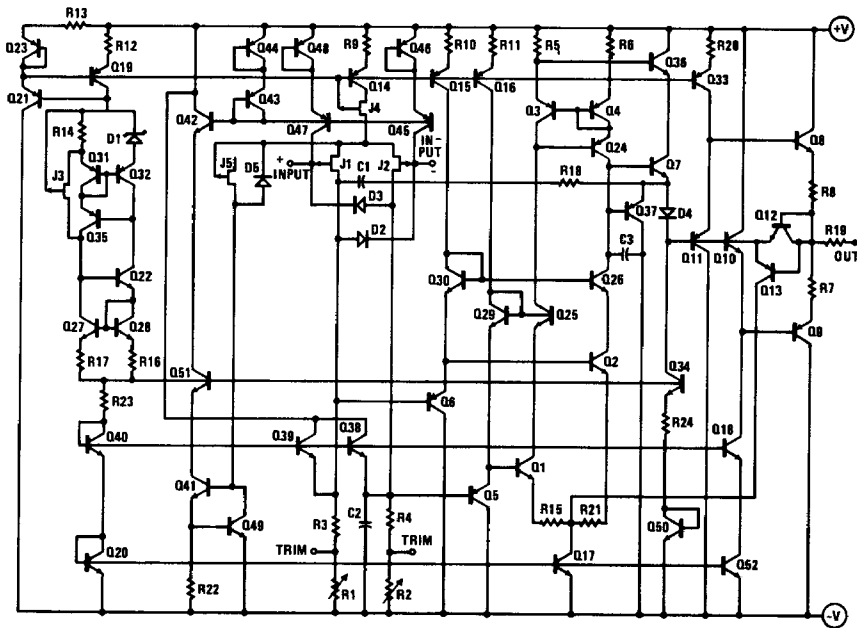 R13
+V
Q23
R12
Q44
Q48
R9
Q46
R10
R11
R5
R6
Q36
R20
Q19
Q14
Q15
Q16
Q33
Q21
Q43
J4
Q3
Q4
Q42
Q47
Q45
Q8
R14
D1
IN-
PUT
-
Q24
Q31
J5
D5
+
INPUT
J1
C1
J2
R18
Q7
J3
Q32
R8
D3
Q37
D4
Q12
R19
Q35
D2
C3
OUT
Q11
Q10
Q13
Q22
Q30
Q26
R7
Q29
Q25
Q9
Q27
Q28
R17
R16
Q51
Q2
Q34
R23
Q6
R24
Q40
Q39
Q38
Q18
Q41
Q5
Q1
Q49
R3
C2
R4
R15
R21
Q50
TRIM
TRIM
Q20
Q17
Q52
R22
R1
R2
-V